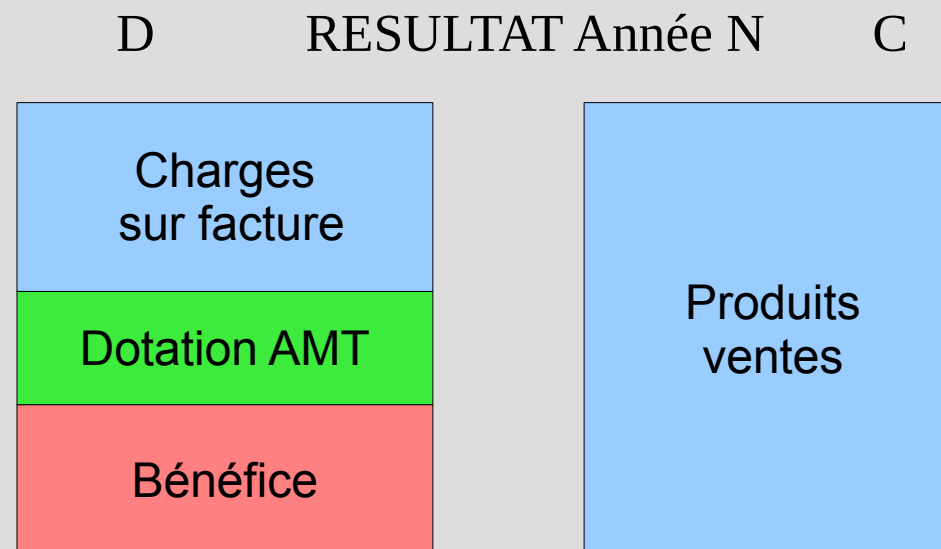 D RESULTAT Année N C
Charges
sur facture
Dotation AMT
Bénéfice
Produits
ventes